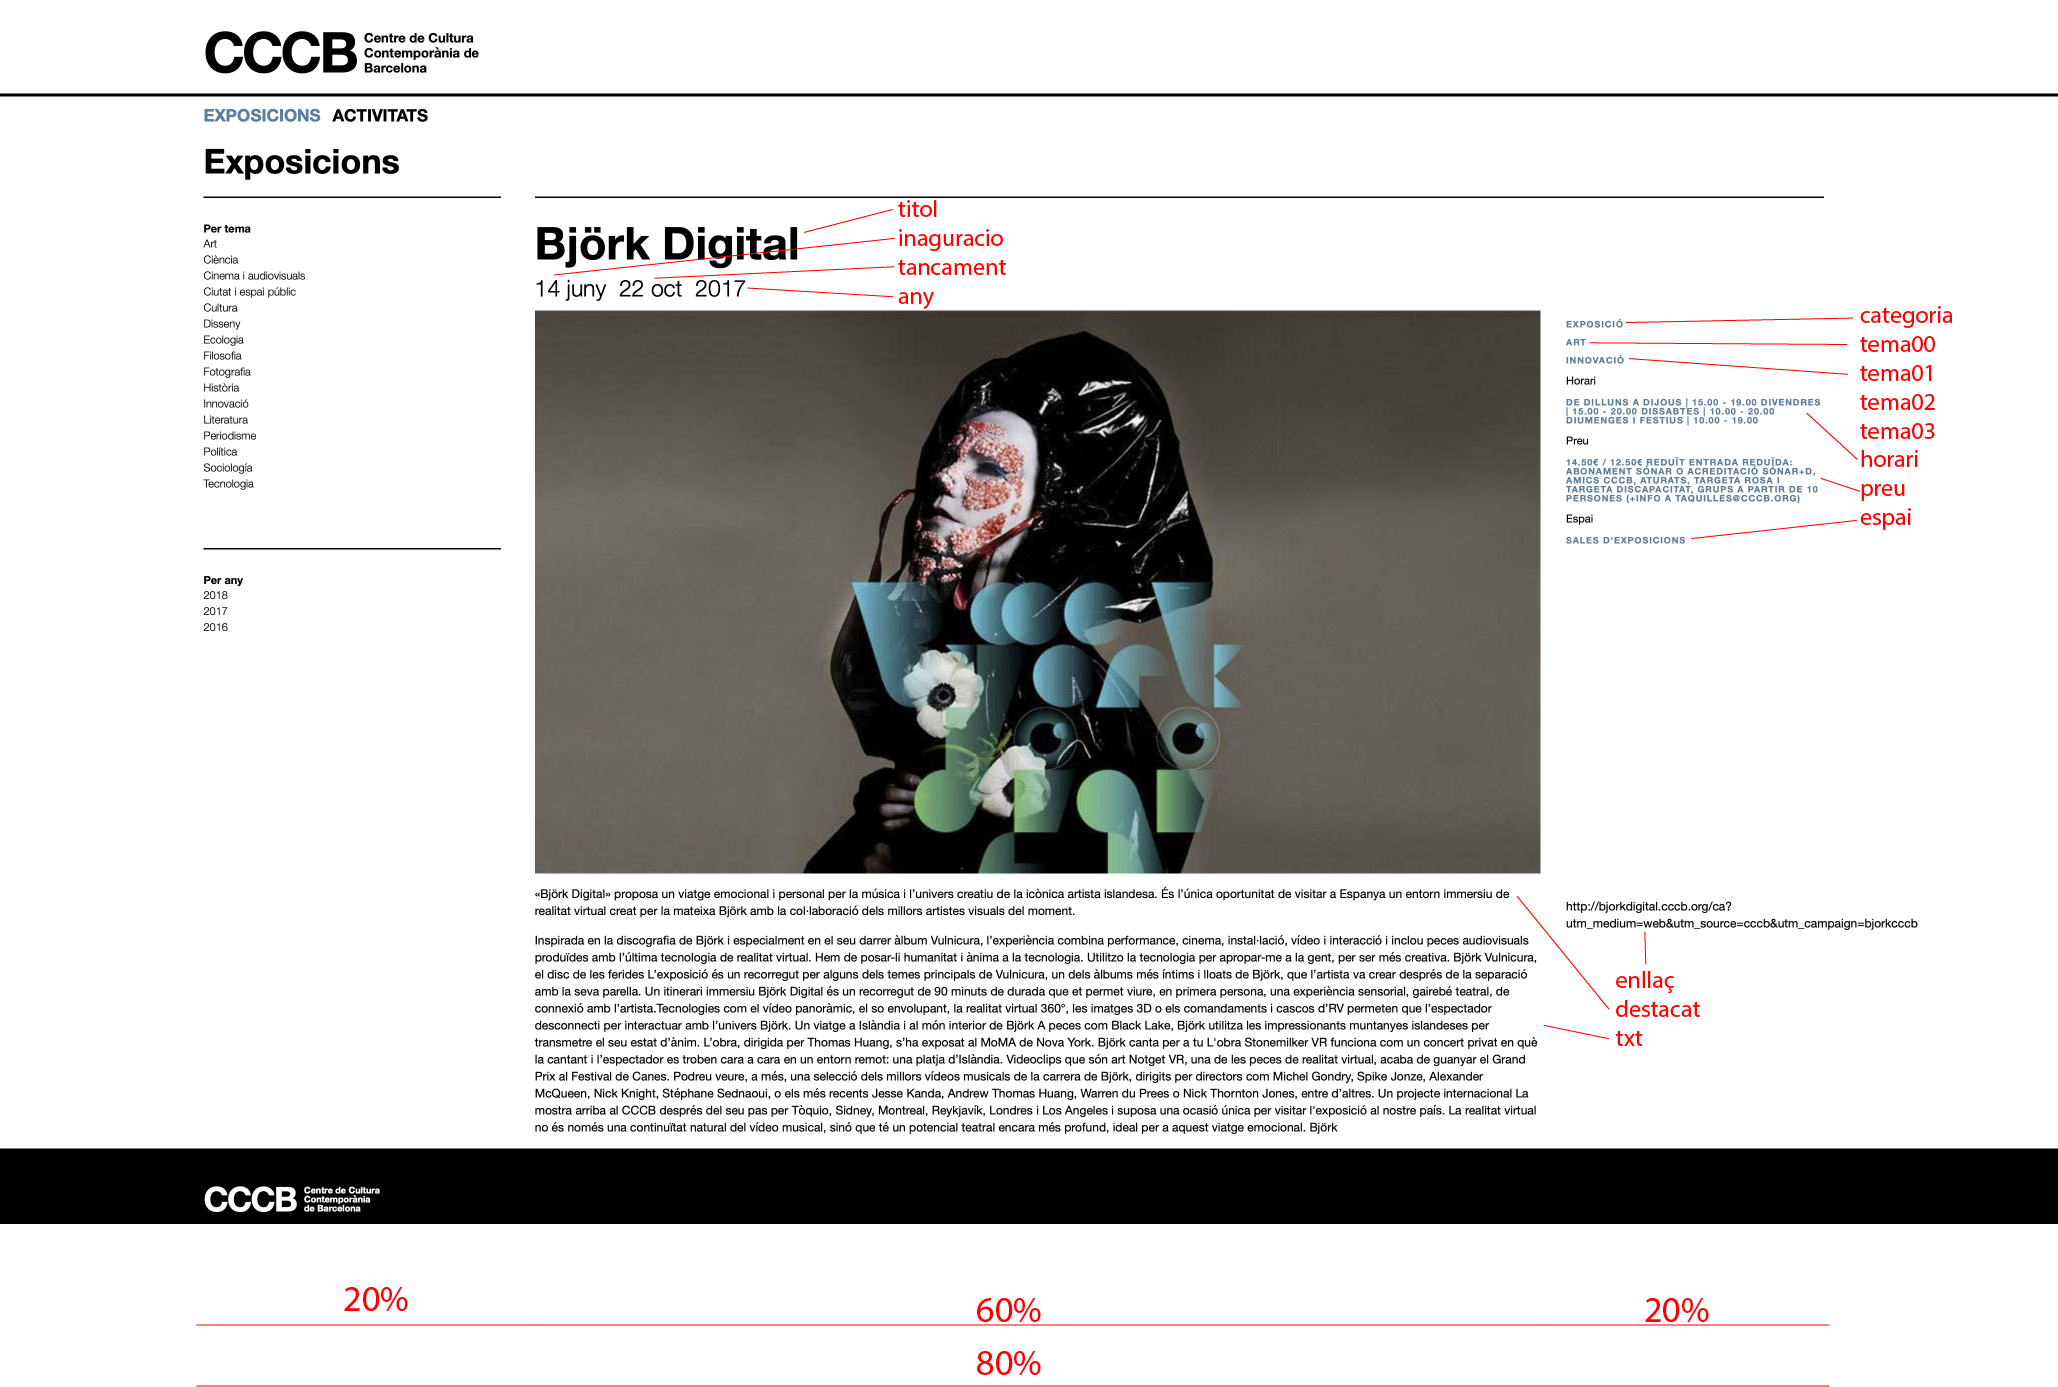 CCCB
Centre de Cultura
Contemporània de
Barcelona
EXPOSICIONS ACTIVITATS
Exposicions
Per tema
Art
Ciència
Cinema i audiovisuals
Ciutat i espai públic
Cultura
Disseny
Ecologia
Filosofia
Fotografia
Història
Innovació
Literatura
Periodisme
Política
Sociología
Tecnologia
Per any
2018
2017
2016
Björk Digital
14 juny 22 oct 2017
titol
inaguracio
tancament
any
EXPOSICIÓ
ART
INNOVACIÓ
Horari
DE DILLUNS A DIJOUS | 15.00 - 19.00 DIVENDRES
| 15.00 - 20.00 DISSABTES | 10.00 - 20.00
DIUMENGES I FESTIUS | 10.00 - 19.00
Preu
14.50€ / 12.50€ REDUÏT ENTRADA REDUÏDA:
ABONAMENT SÓNAR O ACREDITACIÓ SÓNAR+D,
AMICS CCCB, ATURATS, TARGETA ROSA I
TARGETA DISCAPACITAT, GRUPS A PARTIR DE 10
PERSONES (+INFO A TAQUILLES@CCCB.ORG)
Espai
SALES D'EXPOSICIONS
categoria
tema00
tema01
tema02
tema03
horari
preu
espai
«Björk Digital» proposa un viatge emocional i personal per la música i l'univers creatiu de la icònica artista islandesa. És l'única oportunitat de visitar a Espanya un entorn immersiu de
realitat virtual creat per la mateixa Björk amb la col·laboració dels millors artistes visuals del moment.
Inspirada en la discografia de Björk i especialment en el seu darrer àlbum Vulnicura, l'experiència combina performance, cinema, instal·lació, vídeo i interacció i inclou peces audiovisuals
produïdes amb l'última tecnologia de realitat virtual. Hem de posar-li humanitat i ànima a la tecnologia. Utilitzo la tecnologia per apropar-me a la gent, per ser més creativa. Björk Vulnicura,
el disc de les ferides L'exposició és un recorregut per alguns dels temes principals de Vulnicura, un dels àlbums més íntims i lloats de Björk, que l'artista va crear després de la separació
amb la seva parella. Un itinerari immersiu Björk Digital és un recorregut de 90 minuts de durada que et permet viure, en primera persona, una experiència sensorial, gairebé teatral, de
connexió amb l'artista.Tecnologies com el vídeo panoràmic, el so envolupant, la realitat virtual 360°, les imatges 3D o els comandaments i cascos d'RV permeten que l'espectador
desconnecti per interactuar amb l'univers Björk. Un viatge a Islàndia i al món interior de Björk A peces com Black Lake, Björk utilitza les impressionants muntanyes islandeses per
transmetre el seu estat d'ànim. L'obra, dirigida per Thomas Huang, s'ha exposat al MoMA de Nova York. Björk canta per a tu L'obra Stonemilker VR funciona com un concert privat en què
la cantant i l'espectador es troben cara a cara en un entorn remot: una platja d'Islàndia. Videoclips que són art Notget VR, una de les peces de realitat virtual, acaba de guanyar el Grand
Prix al Festival de Canes. Podreu veure, a més, una selecció dels millors vídeos musicals de la carrera de Björk, dirigits per directors com Michel Gondry, Spike Jonze, Alexander
McQueen, Nick Knight, Stéphane Sednaoui, o els més recents Jesse Kanda, Andrew Thomas Huang, Warren du Prees o Nick Thornton Jones, entre d'altres. Un projecte internacional La
mostra arriba al CCCB després del seu pas per Tòquio, Sidney, Montreal, Reykjavík, Londres i Los Angeles i suposa una ocasió única per visitar l'exposició al nostre país. La realitat virtual
no és només una continuïtat natural del vídeo musical, sinó que té un potencial teatral encara més profund, ideal per a aquest viatge emocional. Björk
http://bjorkdigital.cccb.org/ca?
utm_medium=web&utm_source=cccb&utm_campaign=bjorkcccb
enllaç
destacat
txt
CCCB
Centre de Cultura
Contemporània
de Barcelona
20%
60%
20%
80%